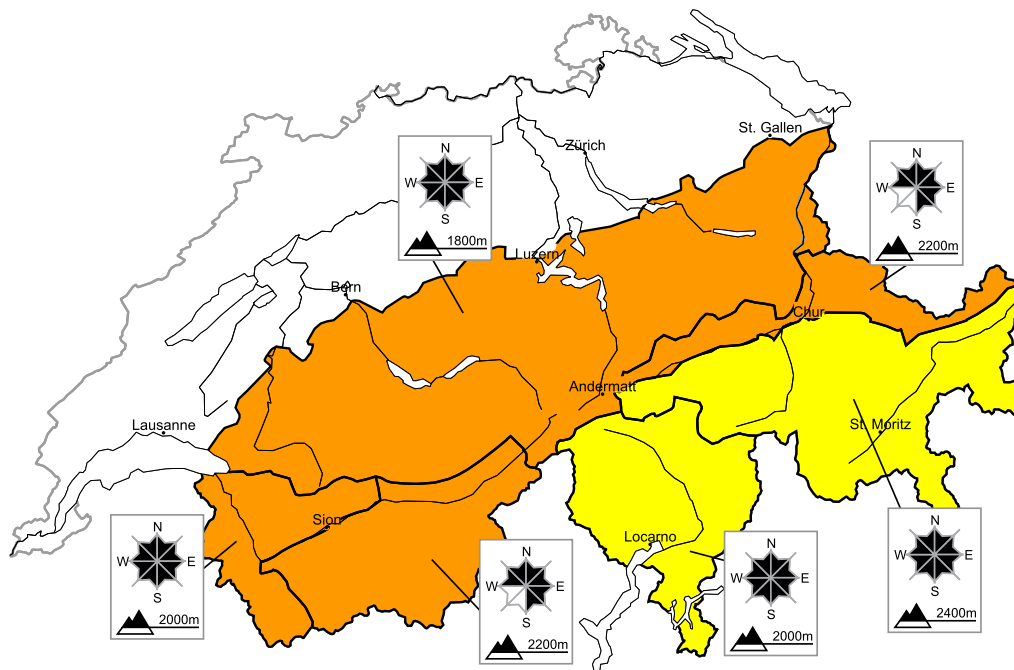 St. Gallen
Zürich
N
W E
S
1800m
N
W E
S
2200m
Luzern
Bern
Chur
Andermatt
Lausanne
St. Moritz
Sion
Locarno
N
W E
S
2000m
N
W E
S
2200m
N
W E
S
2000m
N
W E
S
2400m